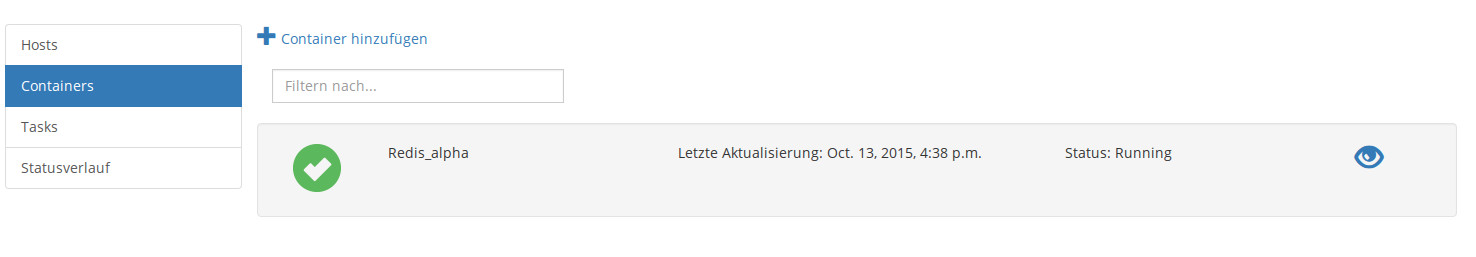 Hosts
Containers
Tasks
Statusverlauf
Container hinzufügen
Filtern nach...
Redis_alpha
Letzte Aktualisierung: Oct. 13, 2015, 4:38 p.m.
Status: Running